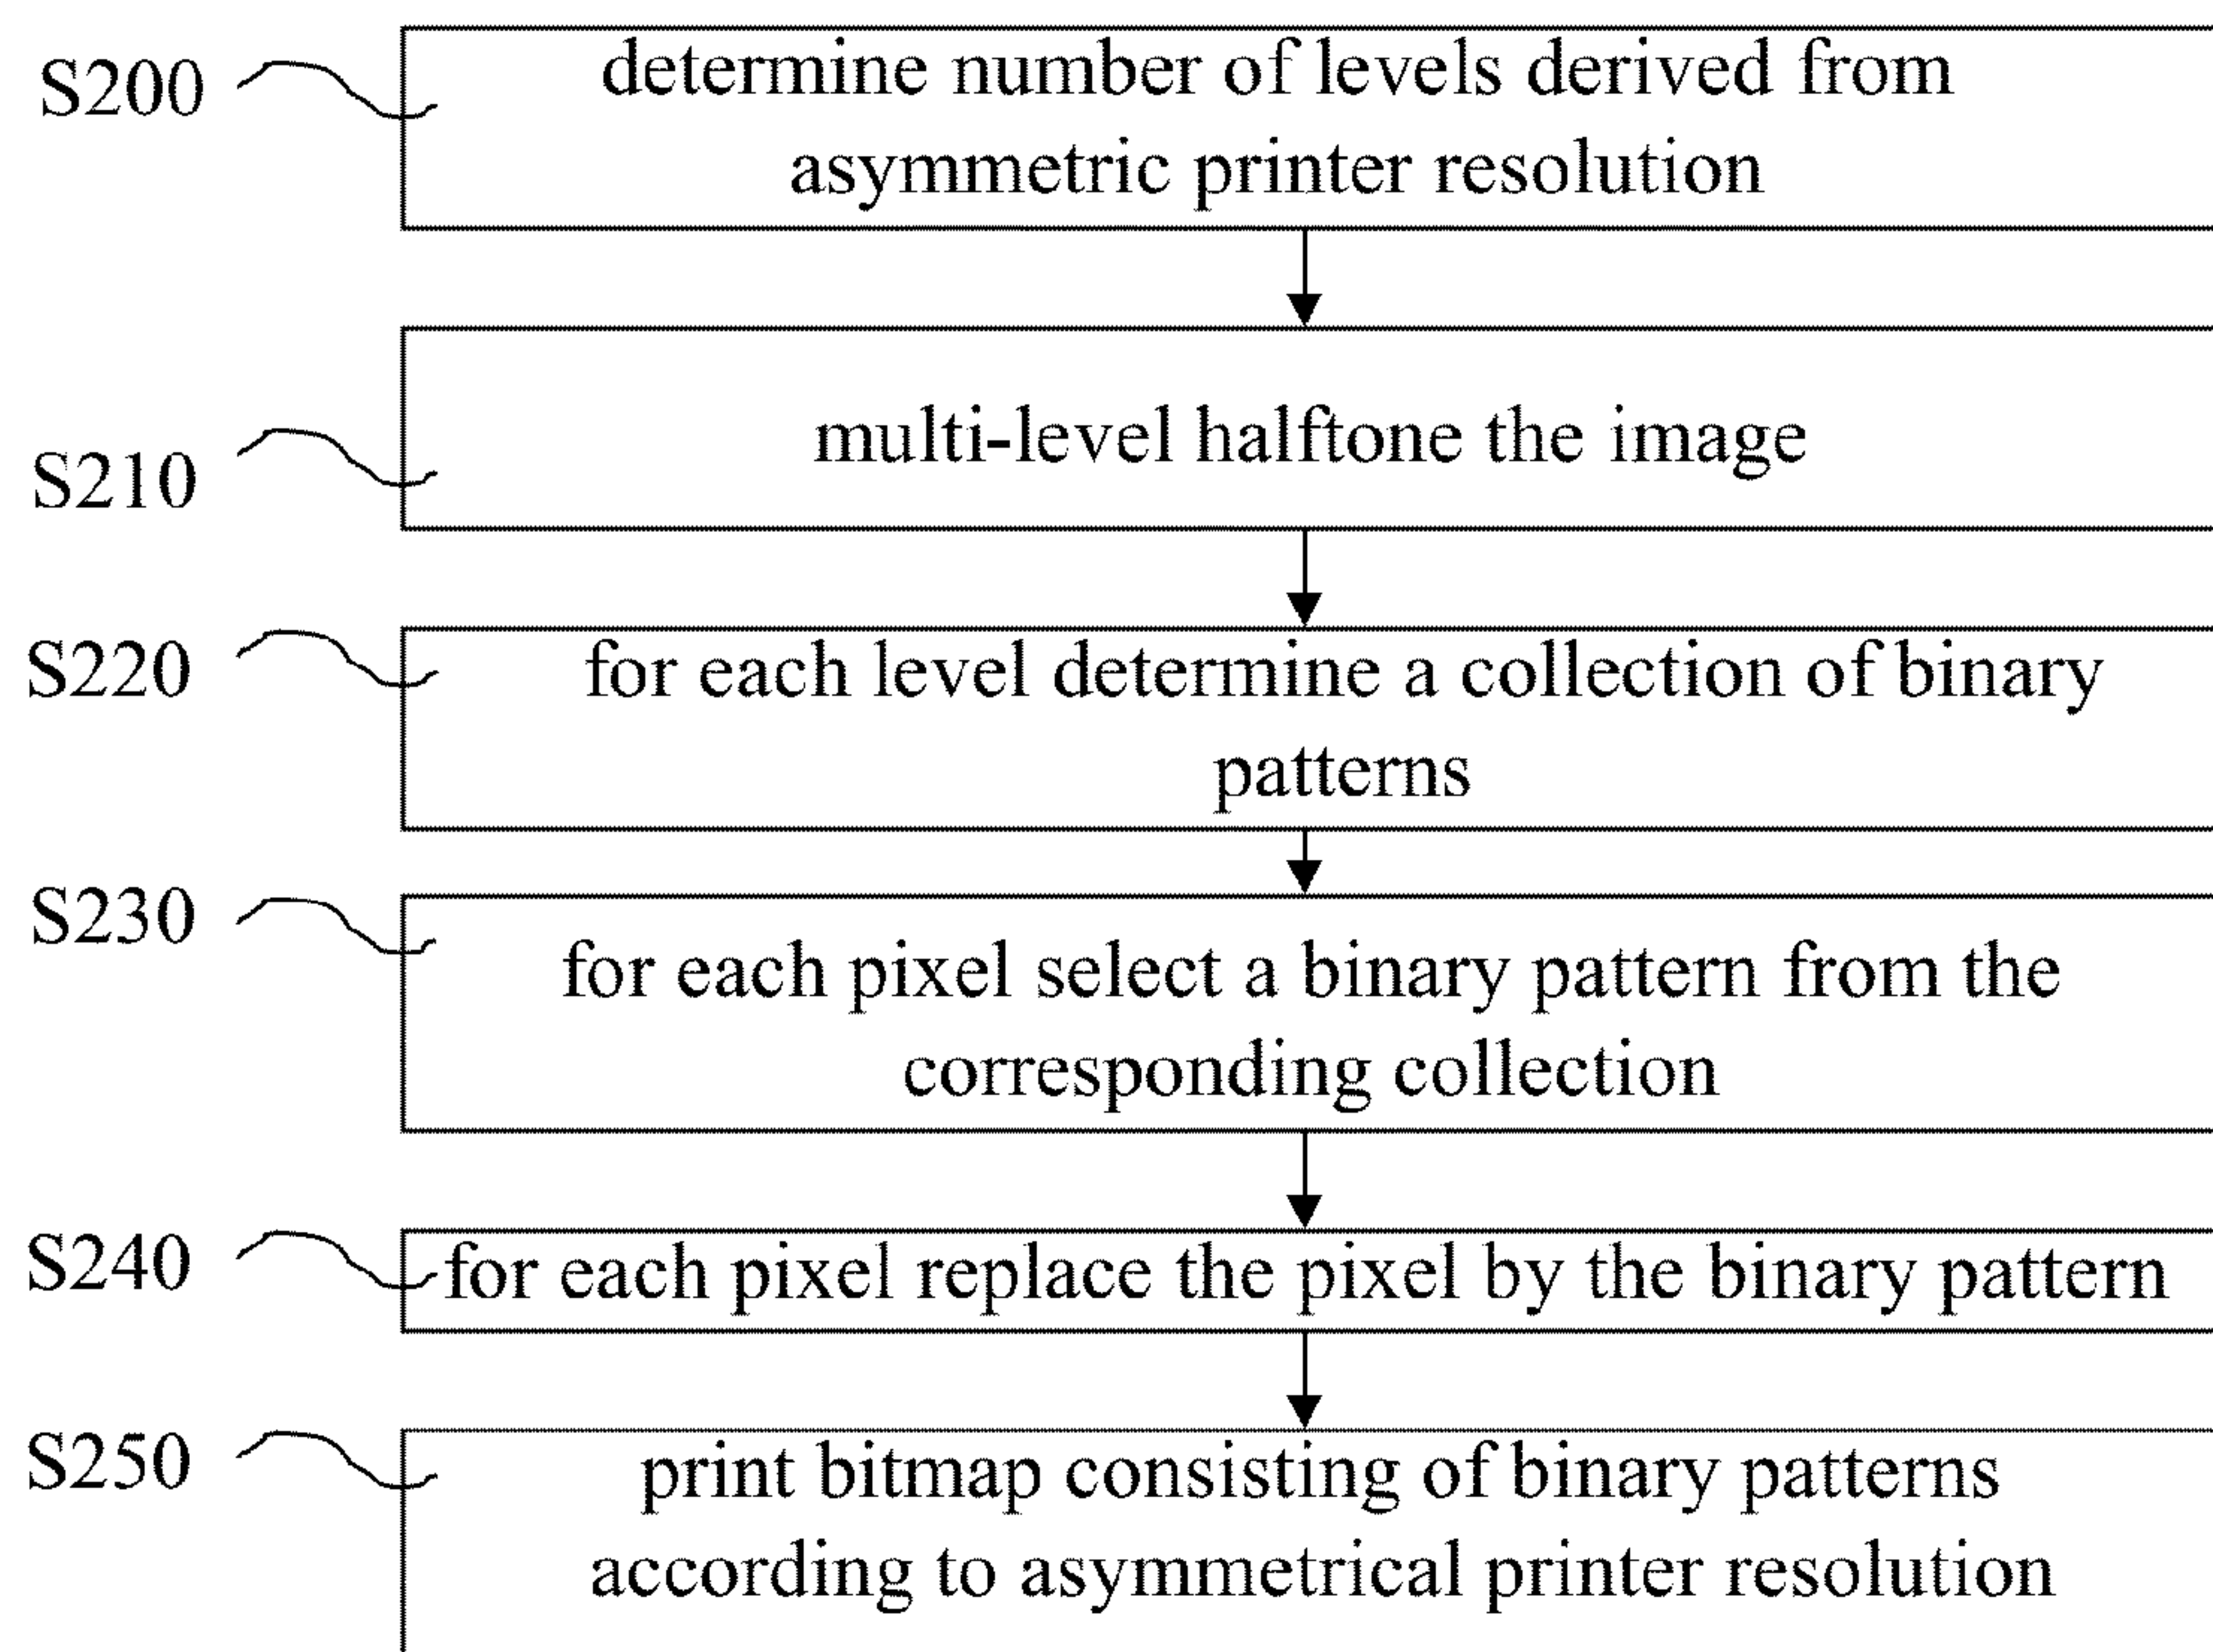 S200
determine number of levels derived from
asymmetric printer resolution
S210
multi-level halftone the image
S220
for each level determine a collection of binary
patterns
S230
for each pixel select a binary pattern from the
corresponding collection
S240
for each pixel replace the pixel by the binary pattern
S250
print bitmap consisting of binary patterns
according to asymmetrical printer resolution